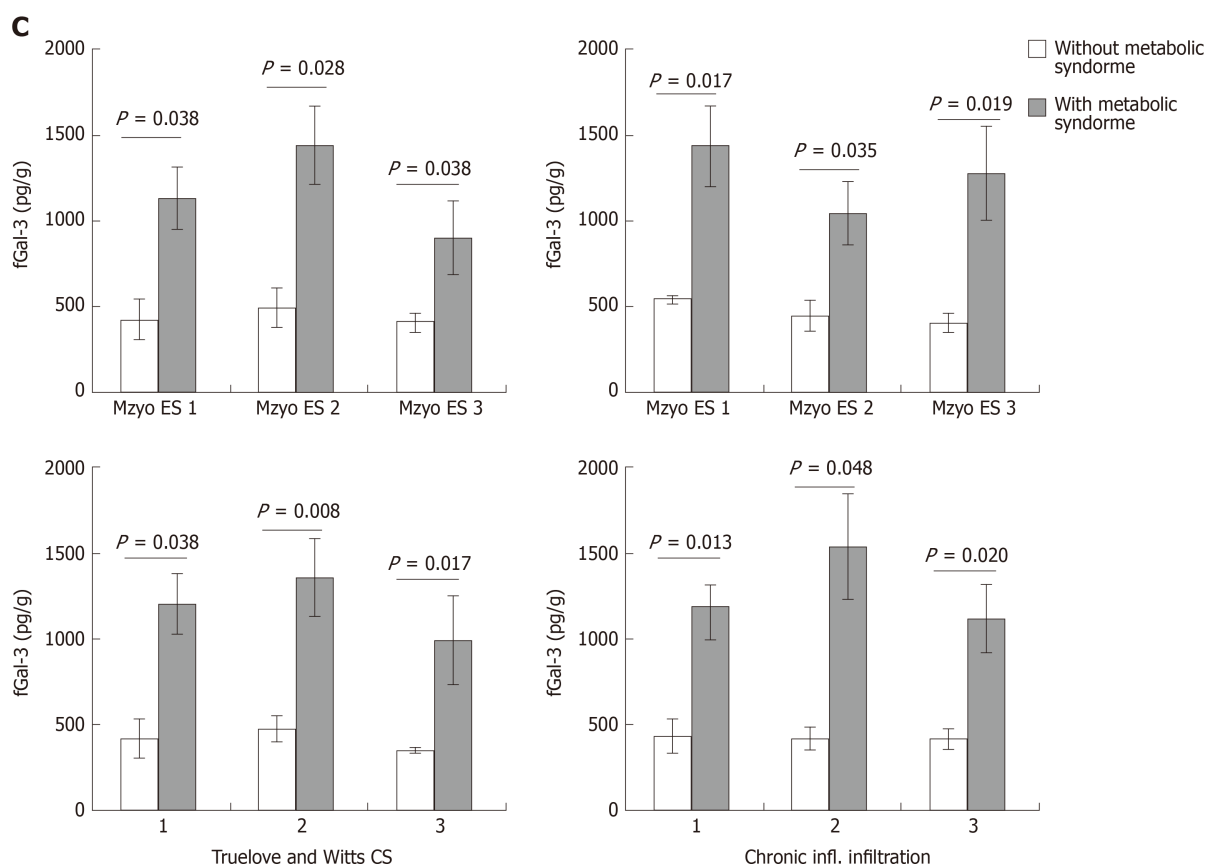 C
2000
1500
1000
500
0
fGal-3 (pg/g)
P = 0.038
P = 0.028
P = 0.038
Mzyo ES 1
Mzyo ES 2
Mzyo ES 3
2000
1500
1000
500
0
fGal-3 (pg/g)
P = 0.017
P = 0.035
P = 0.019
Mzyo ES 1
Mzyo ES 2
Mzyo ES 3
Without metabolic
syndorme
With metabolic
syndorme
2000
1500
1000
500
0
fGal-3 (pg/g)
P = 0.038
P = 0.008
P = 0.017
1
2
3
Truelove and Witts CS
2000
1500
1000
500
0
fGal-3 (pg/g)
P = 0.013
P = 0.048
P = 0.020
1
2
3
Chronic infl. infiltration